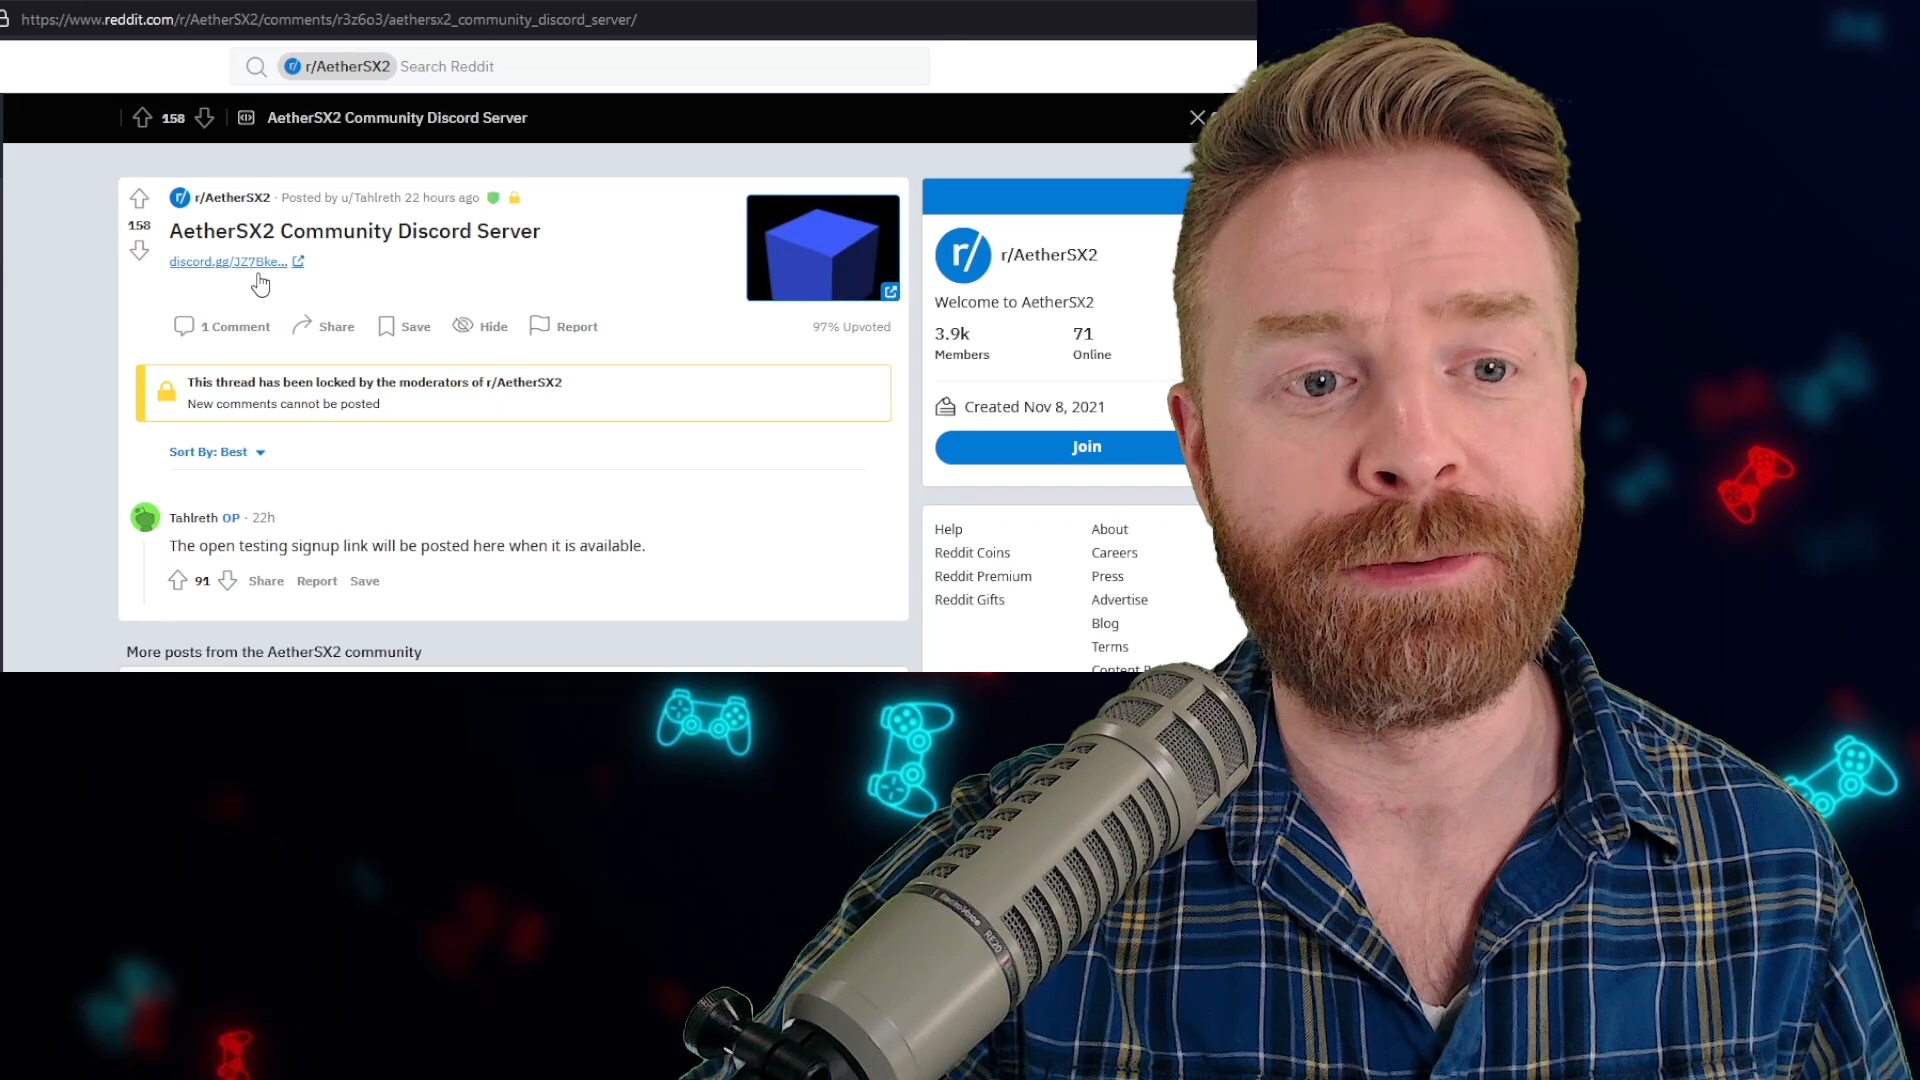 https://www.reddit.com/r/AetherSX2/comments/r3z6o3/aethersx2_community_discord_server/
r/AetherSX2 Search Reddit
158 AetherSX2 Community Discord Server
r/AetherSX2 · Posted by u/Tahlreth 22 hours ago
158
AetherSX2 Community Discord Server
discord.gg/JZ7Bke...
1 Comment Share Save Hide Report 97% Upvoted
This thread has been locked by the moderators of r/AetherSX2
New comments cannot be posted
Sort By: Best
Tahlreth OP · 22h
The open testing signup link will be posted here when it is available.
91 Share Report Save
More posts from the AetherSX2 community
r/ r/AetherSX2
Welcome to AetherSX2
3.9k 71
Members Online
Created Nov 8, 2021
Join
Help About
Reddit Coins Careers
Reddit Premium Press
Reddit Gifts Advertise
Blog
Terms
Content
Electro-Voice RE20